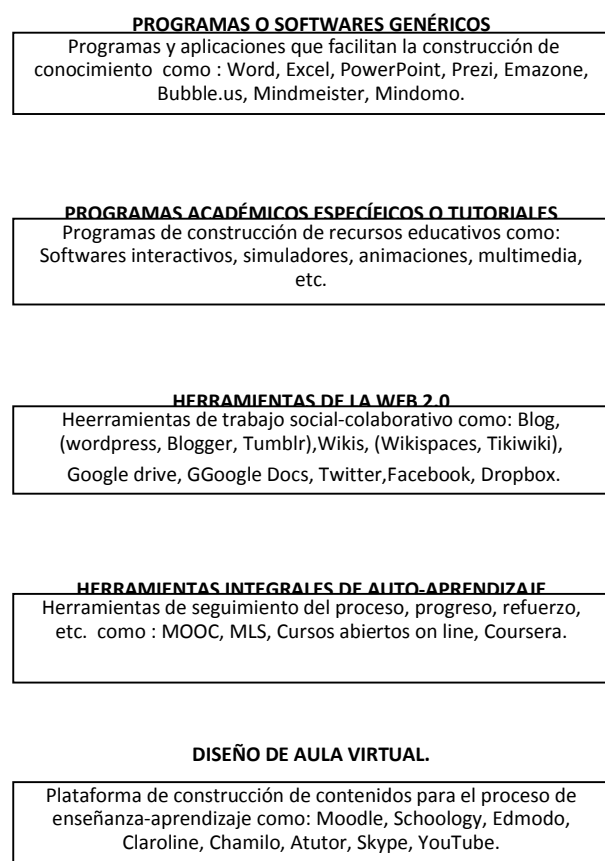 PROGRAMAS O SOFTWARES GENÉRICOS
Programas y aplicaciones que facilitan la construcción de
conocimiento como : Word, Excel, PowerPoint, Prezi, Emazone,
Bubble.us, Mindmeister, Mindomo.
PROGRAMAS ACADÉMICOS ESPECÍFICOS O TUTORIALES
Programas de construcción de recursos educativos como:
Softwares interactivos, simuladores, animaciones, multimedia,
etc.
HERRAMIENTAS DE LA WEB 2.0
Heerramientas de trabajo social-colaborativo como: Blog,
(wordpress, Blogger, Tumblr),Wikis, (Wikispaces, Tikiwiki),
Google drive, GGoogle Docs, Twitter,Facebook, Dropbox.
HERRAMIENTAS INTEGRALES DE AUTO-APRENDIZAJE
Herramientas de seguimiento del proceso, progreso, refuerzo,
etc. como : MOOC, MLS, Cursos abiertos on line, Coursera.
DISEÑO DE AULA VIRTUAL.
Plataforma de construcción de contenidos para el proceso de
enseñanza-aprendizaje como: Moodle, Schoology, Edmodo,
Claroline, Chamilo, Atutor, Skype, YouTube.